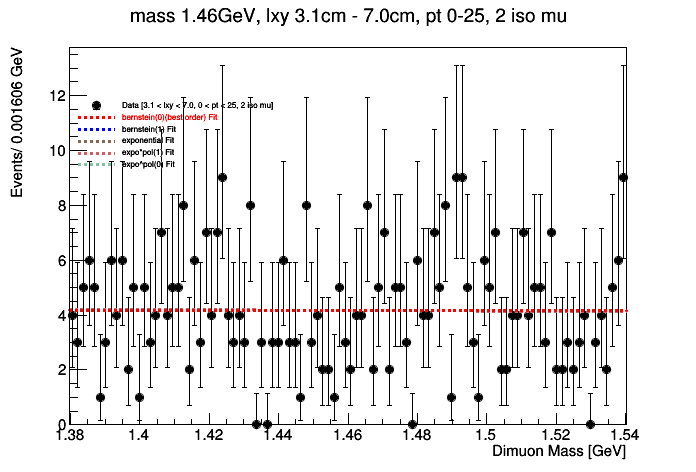 mass 1.46GeV, lxy 3.1cm - 7.0cm, pt 0-25, 2 iso mu
Events/ 0.001606 GeV
12
10
8
6
4
2
0
Data [3.1 < lxy < 7.0, 0 < pt < 25, 2 iso mu]
bernstein(0)(best order) Fit
bernstein(1) Fit
exponential Fit
expo*pol(1) Fit
expo*pol(0) Fit
1.38 1.4 1.42 1.44 1.46 1.48 1.5 1.52 1.54
Dimuon Mass [GeV]